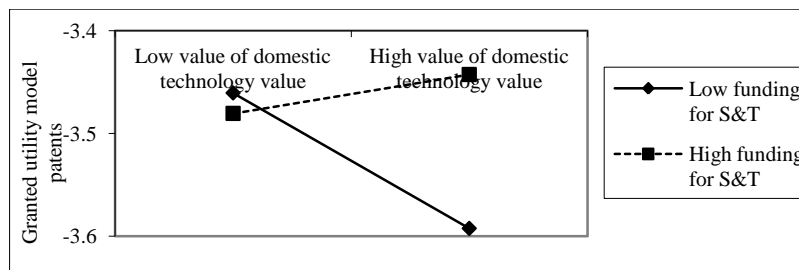 -3.4
-3.5
-3.6
Granted utility model
patents
Low value of domestic
technology value
High value of domestic
technology value
Low funding
for S&T
High funding
for S&T